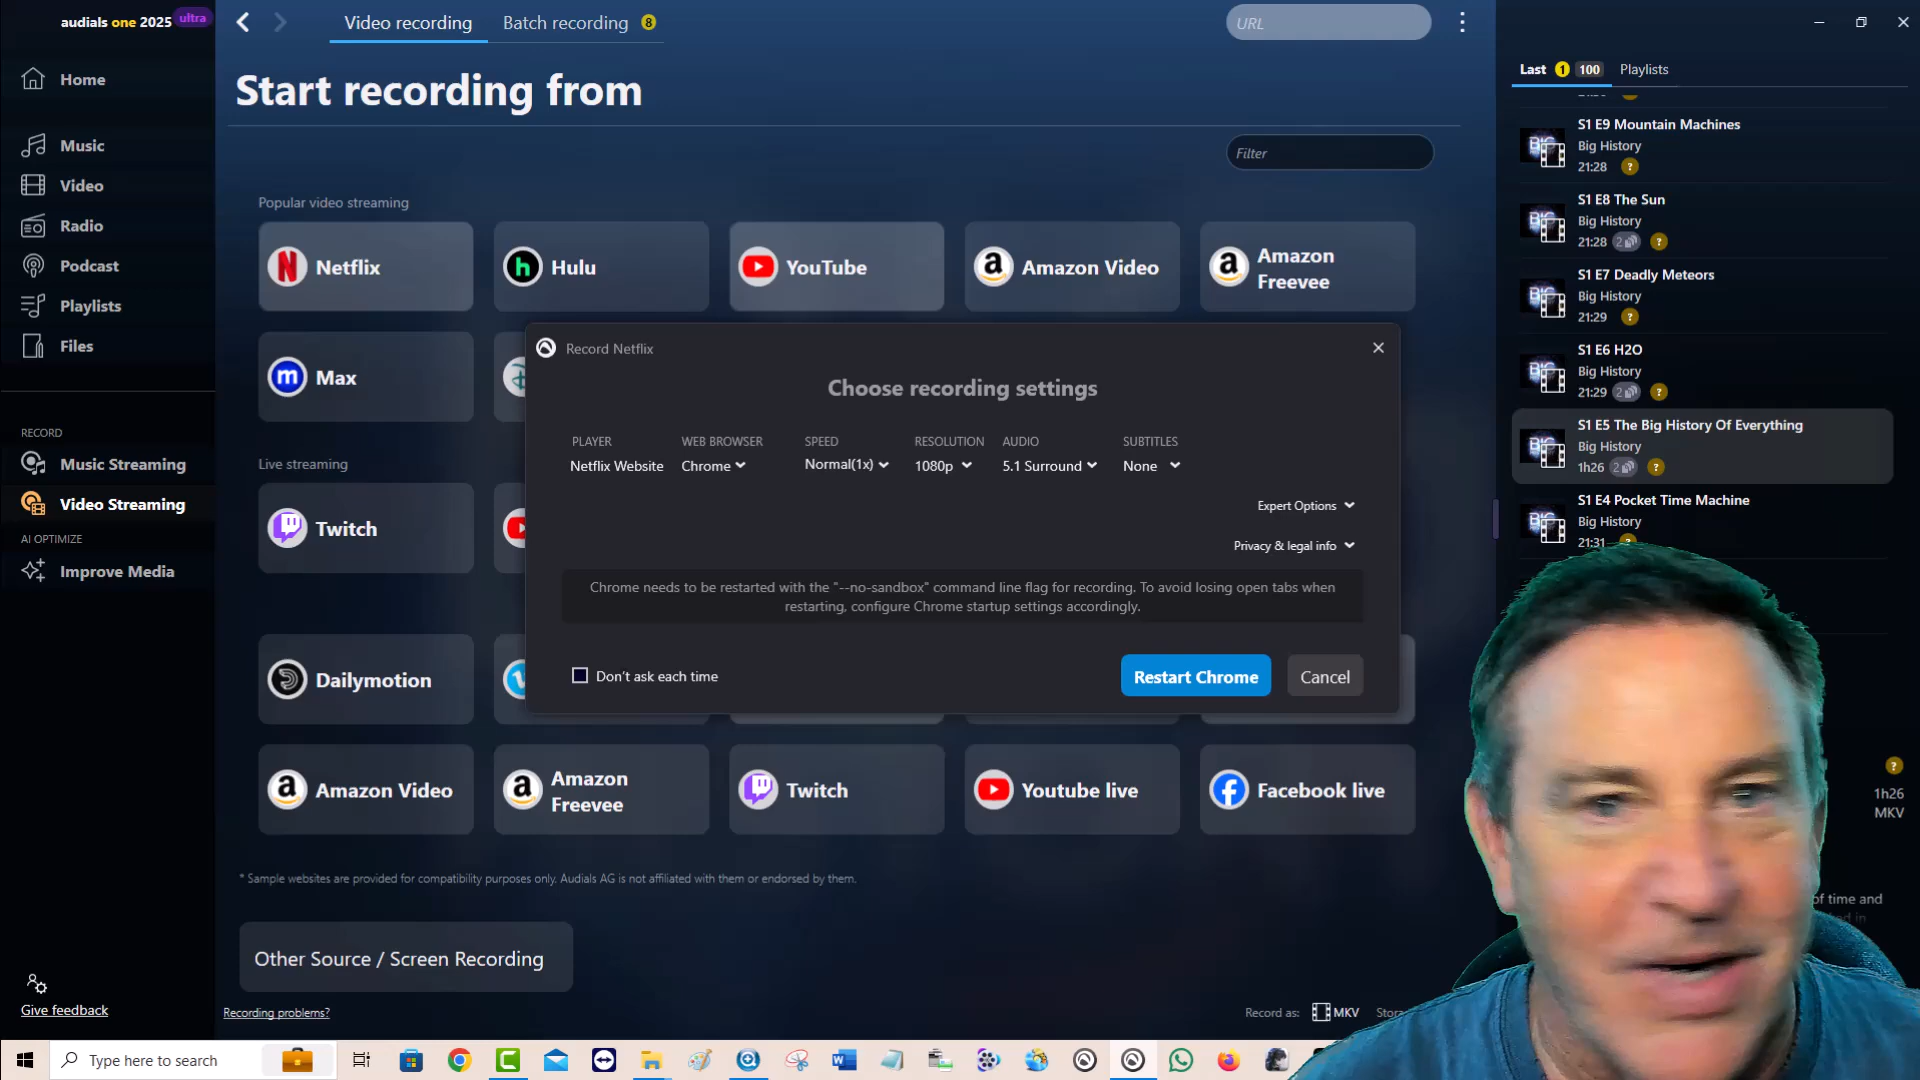 audials one 2025 ultra
Home
Music
Video
Radio
Podcast
Playlists
Files
RECORD
Music Streaming
Video Streaming
AI OPTIMIZE
Improve Media
Give feedback
Video recording
Batch recording 8
URL
Start recording from
Filter
Popular video streaming
Netflix
Hulu
YouTube
Amazon Video
Amazon
Freevee
Max
Live streaming
Twitch
Dailymotion
Amazon Video
Amazon
Freevee
Twitch
Youtube live
Facebook live
* Sample websites are provided for compatibility purposes only. Audials AG is not affiliated with them or endorsed by them.
Other Source / Screen Recording
Recording problems?
Record as: MKV
Record Netflix
Choose recording settings
PLAYER WEB BROWSER SPEED RESOLUTION AUDIO SUBTITLES
Netflix Website Chrome Normal(1x) 1080p 5.1 Surround None
Expert Options
Privacy & legal info
Chrome needs to be restarted with the "--no-sandbox" command line flag for recording. To avoid losing open tabs when
restarting, configure Chrome startup settings accordingly.
Don't ask each time
Restart Chrome
Cancel
Last 1 100 Playlists
S1 E9 Mountain Machines
Big History
21:28 ?
S1 E8 The Sun
Big History
21:28 2 ?
S1 E7 Deadly Meteors
Big History
21:29 ?
S1 E6 H2O
Big History
21:29 2 ?
S1 E5 The Big History Of Everything
Big History
1h26 2 ?
S1 E4 Pocket Time Machine
Big History
21:31
?
1h26
MKV
of time and
Type here to search